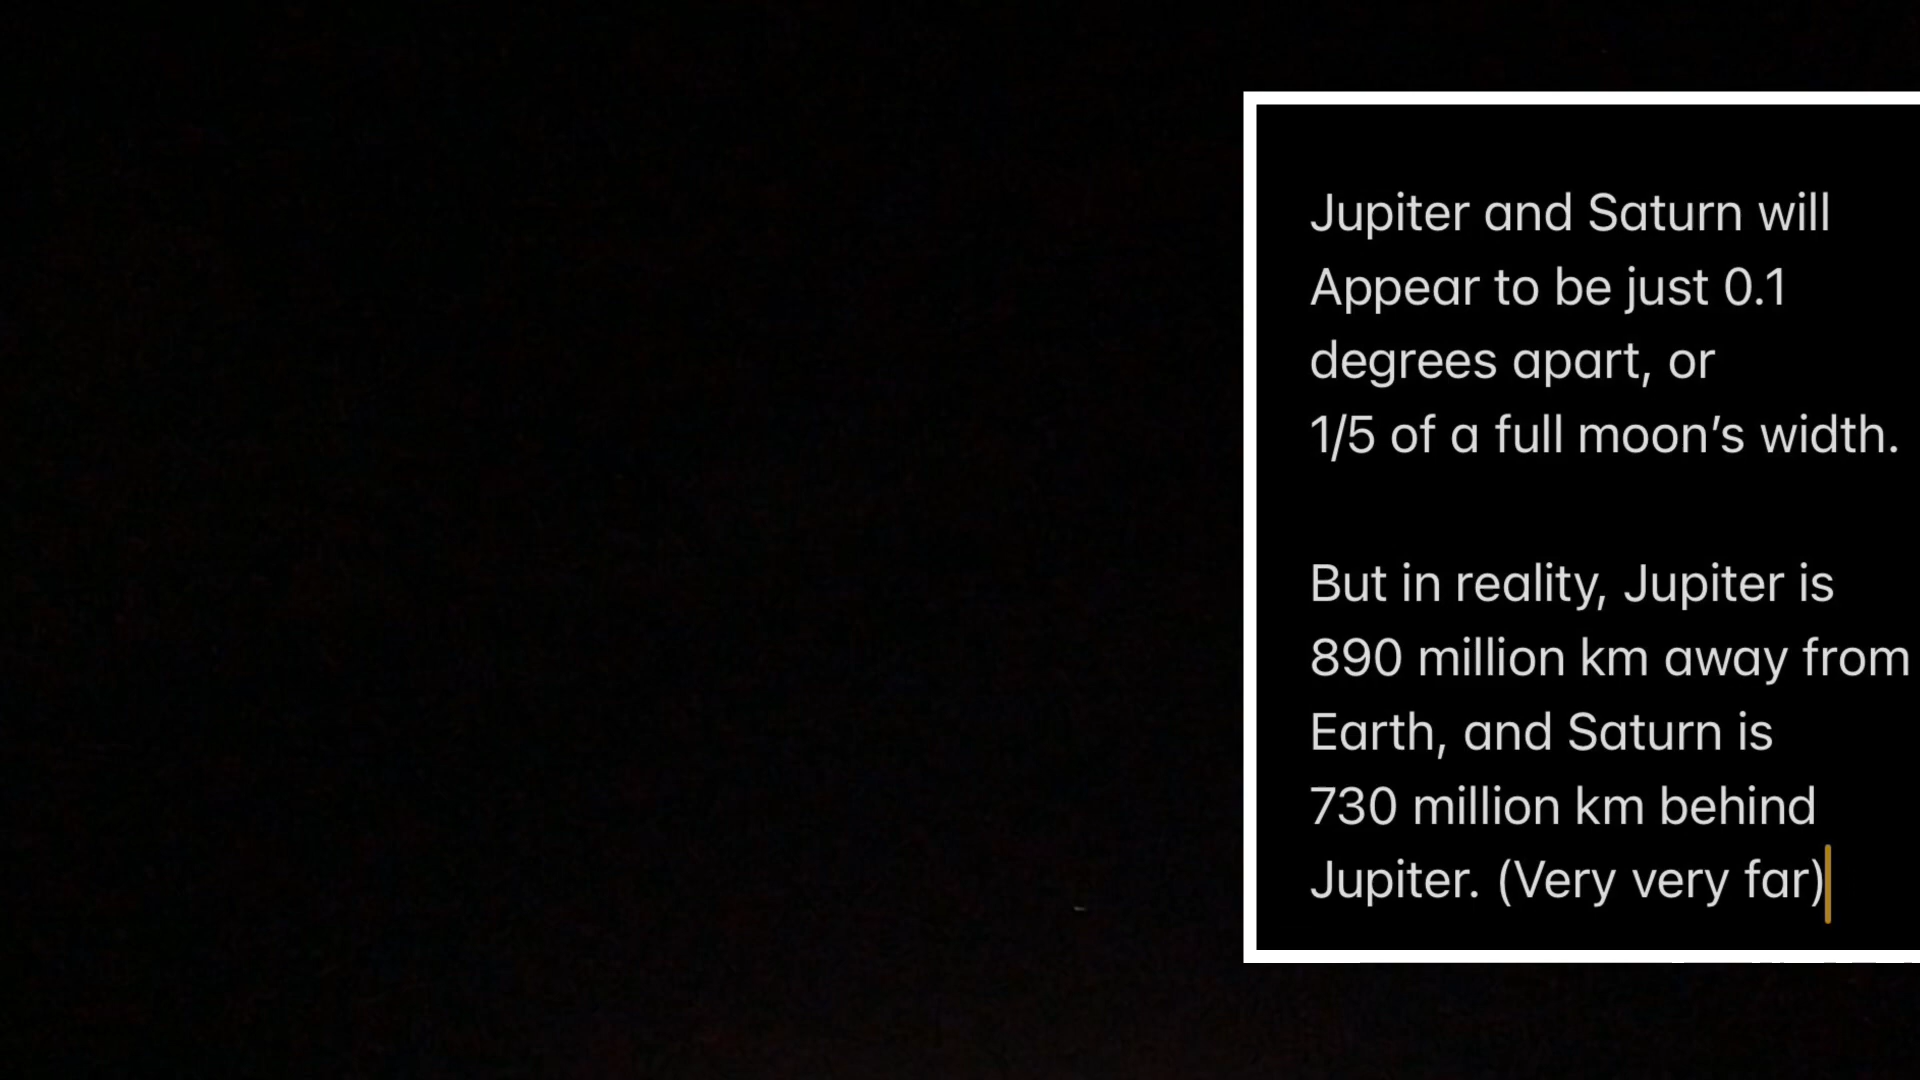 Jupiter and Saturn will
Appear to be just 0.1
degrees apart, or
1/5 of a full moon’s width.
But in reality, Jupiter is
890 million km away from
Earth, and Saturn is
730 million km behind
Jupiter. (Very very far)